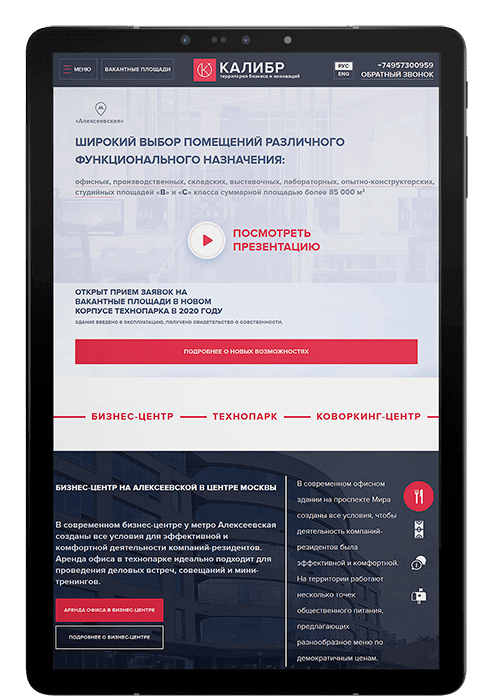 МЕНЮ
ВАКАНТНЫЕ ПЛОЩАДИ
КАЛИБР
территория бизнеса и инноваций
РУС
ENG
+74957300959
ОБРАТНЫЙ ЗВОНОК
«Алексеевская»
ШИРОКИЙ ВЫБОР ПОМЕЩЕНИЙ РАЗЛИЧНОГО
ФУНКЦИОНАЛЬНОГО НАЗНАЧЕНИЯ:
офисных, производственных, складских, выставочных, лабораторных, опытно-конструкторских,
студийных площадей «В» и «С» класса суммарной площадью более 85 000 м²
ПОСМОТРЕТЬ
ПРЕЗЕНТАЦИЮ
ОТКРЫТ ПРИЕМ ЗАЯВОК НА
ВАКАНТНЫЕ ПЛОЩАДИ В НОВОМ
КОРПУСЕ ТЕХНОПАРКА В 2020 ГОДУ
ЗДАНИЕ ВВЕДЕНО В ЭКСПЛУАТАЦИЮ, ПОЛУЧЕНО СВИДЕТЕЛЬСТВО О СОБСТВЕННОСТИ.
ПОДРОБНЕЕ О НОВЫХ ВОЗМОЖНОСТЯХ
БИЗНЕС-ЦЕНТР
ТЕХНОПАРК
КОВОРКИНГ-ЦЕНТР
БИЗНЕС-ЦЕНТР НА АЛЕКСЕЕВСКОЙ В ЦЕНТРЕ МОСКВЫ
В современном бизнес-центре у метро Алексеевская
созданы все условия для эффективной и
комфортной деятельности компаний-резидентов.
Аренда офиса в технопарке идеально подходит для
проведения деловых встреч, совещаний и мини-
тренингов.
АРЕНДА ОФИСА В БИЗНЕС-ЦЕНТРЕ
ПОДРОБНЕЕ О БИЗНЕС-ЦЕНТРЕ
В современном офисном
здании на проспекте Мира
созданы все условия, чтобы
деятельность компаний-
резидентов была
эффективной и комфортной.
На территории работают
несколько точек
общественного питания,
предлагающих
разнообразное меню по
демократичным ценам.